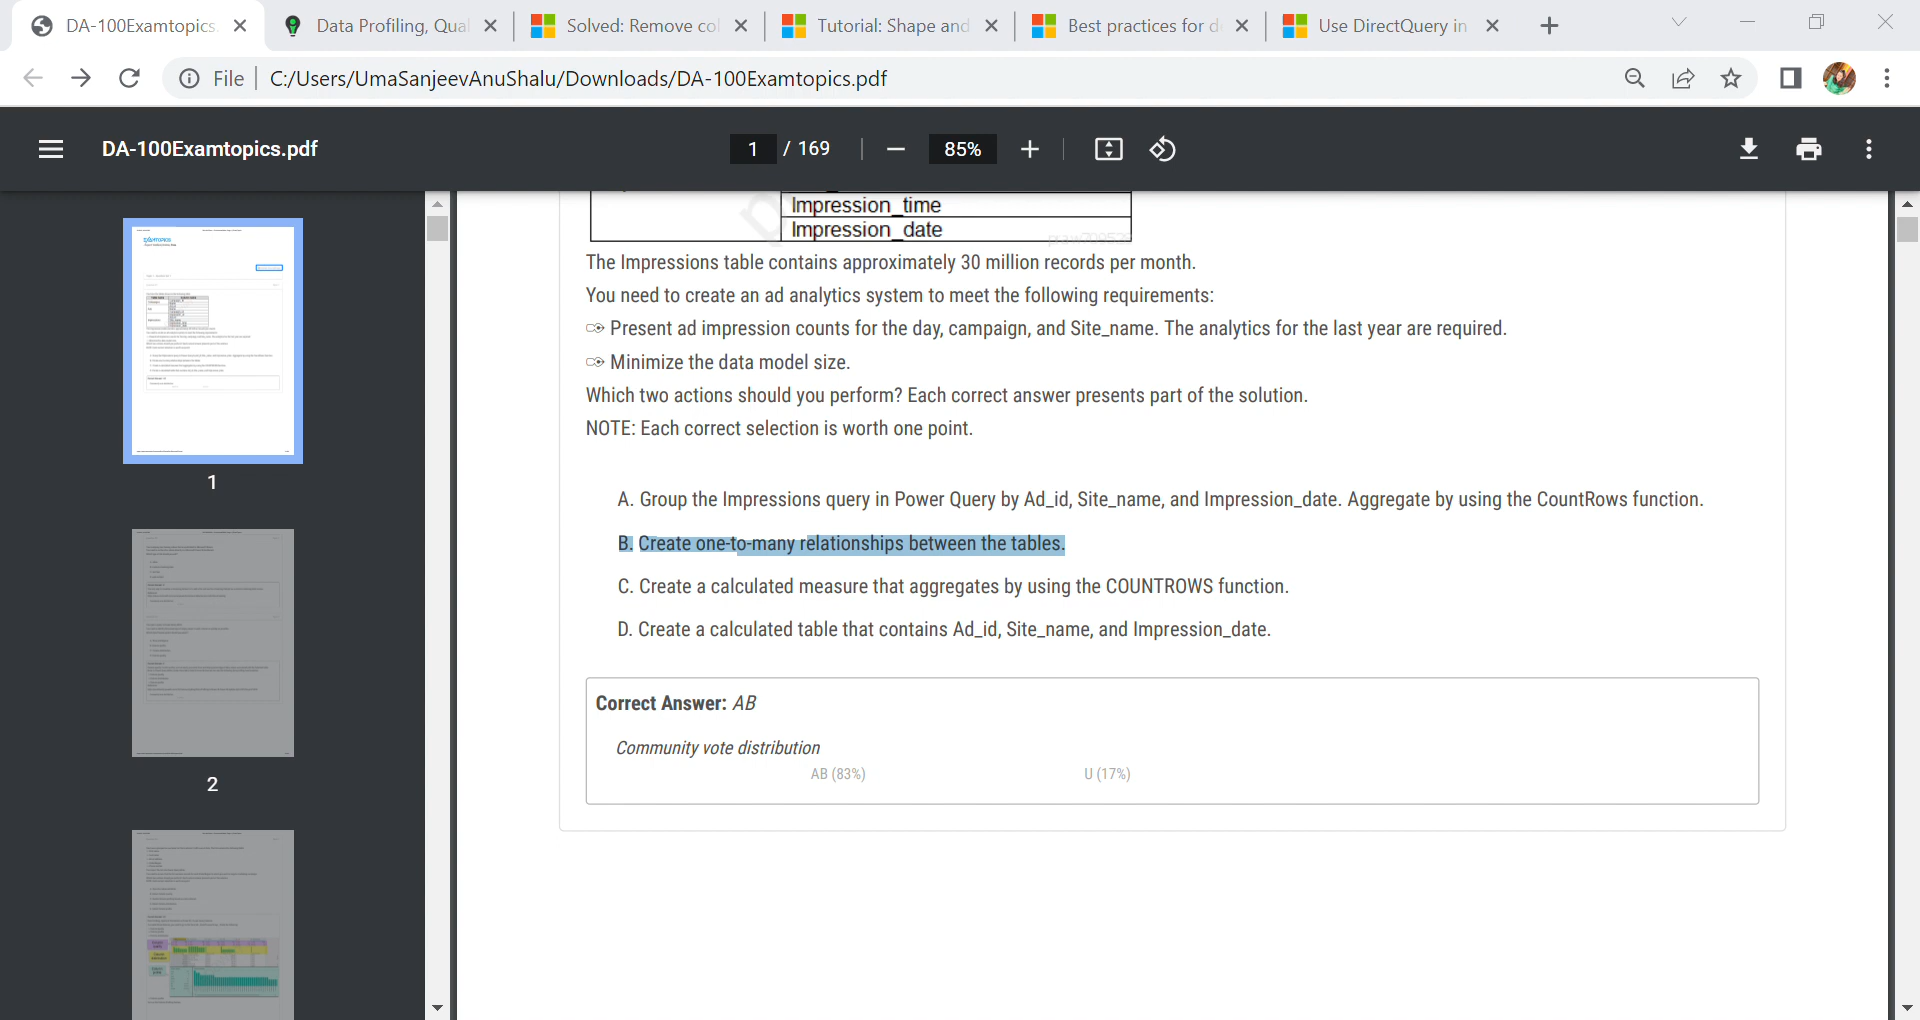 DA-100Examtopics.
Data Profiling, Qual
Solved: Remove col
Tutorial: Shape and
Best practices for de
Use DirectQuery in
File
C:/Users/UmaSanjeevAnuShalu/Downloads/DA-100Examtopics.pdf
DA-100Examtopics.pdf
1 / 169
85%
Impression_time
Impression_date
The Impressions table contains approximately 30 million records per month.
You need to create an ad analytics system to meet the following requirements:
Present ad impression counts for the day, campaign, and Site_name. The analytics for the last year are required.
Minimize the data model size.
Which two actions should you perform? Each correct answer presents part of the solution.
NOTE: Each correct selection is worth one point.
A. Group the Impressions query in Power Query by Ad_id, Site_name, and Impression_date. Aggregate by using the CountRows function.
B. Create one-to-many relationships between the tables.
C. Create a calculated measure that aggregates by using the COUNTROWS function.
D. Create a calculated table that contains Ad_id, Site_name, and Impression_date.
Correct Answer: AB
Community vote distribution
AB (83%)
U (17%)
1
2